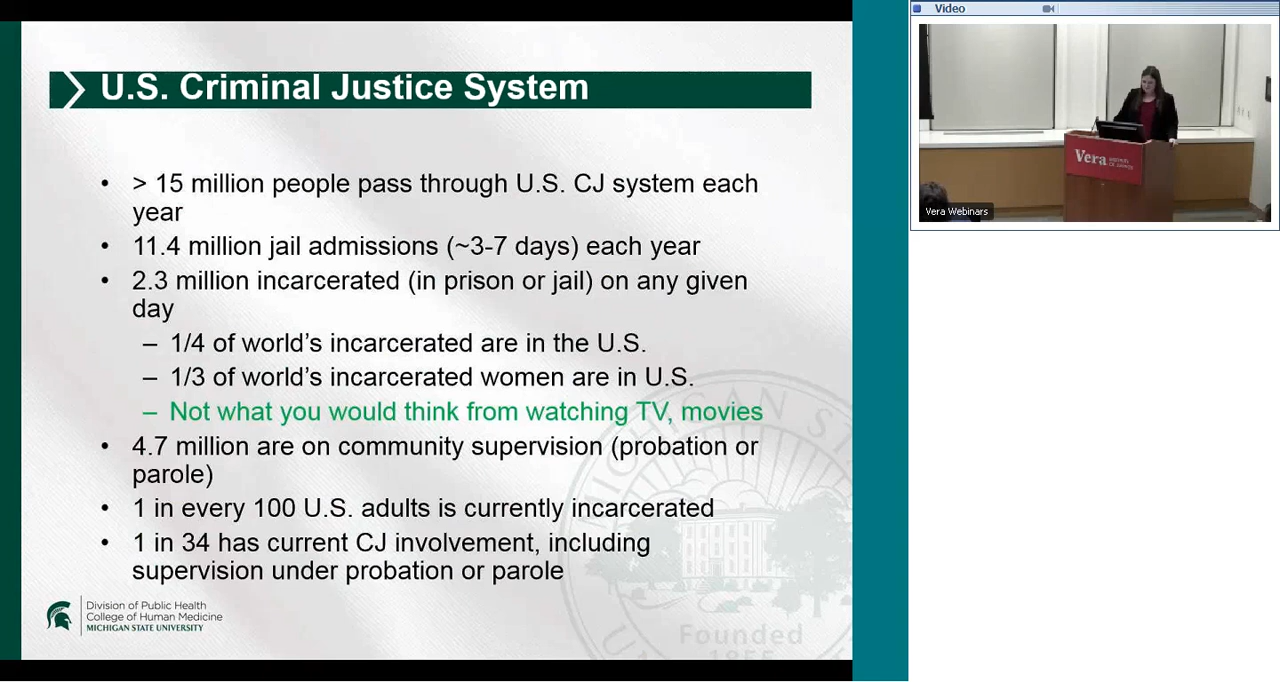 U.S. Criminal Justice System
• > 15 million people pass through U.S. CJ system each
year
• 11.4 million jail admissions (~3-7 days) each year
• 2.3 million incarcerated (in prison or jail) on any given
day
– 1/4 of world's incarcerated are in the U.S.
– 1/3 of world's incarcerated women are in U.S.
– Not what you would think from watching TV, movies
• 4.7 million are on community supervision (probation or
parole)
• 1 in every 100 U.S. adults is currently incarcerated
• 1 in 34 has current CJ involvement, including
supervision under probation or parole
Division of Public Health
College of Human Medicine
MICHIGAN STATE UNIVERSITY
MICHIGAN ST
Founded
1855
Video
Vera
Vera Webinars